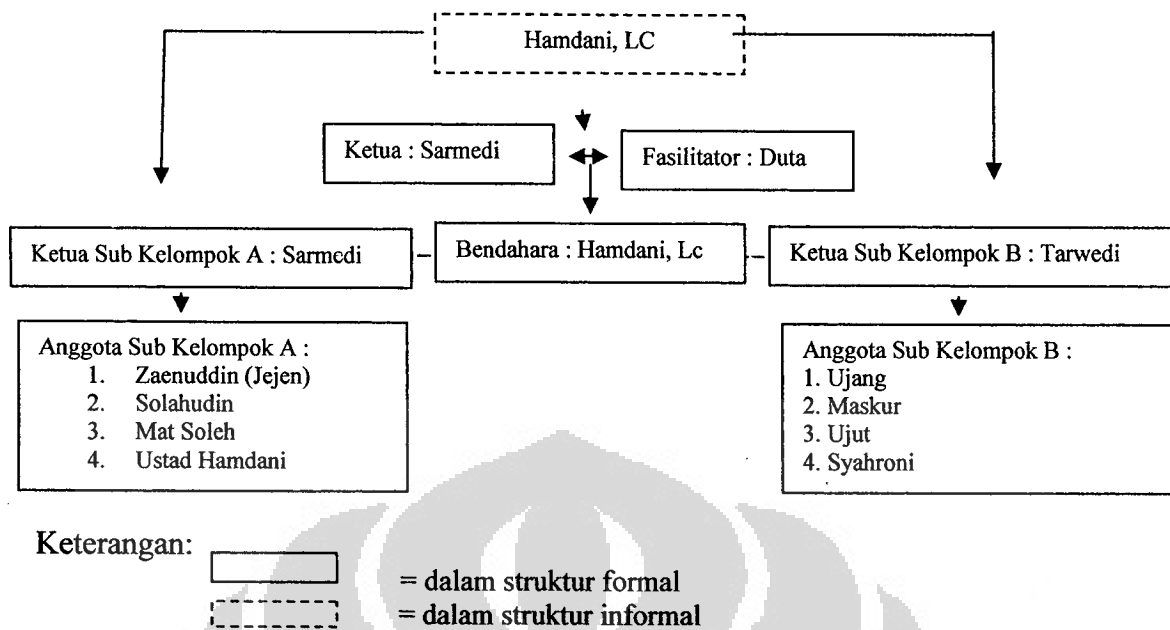 Hamdani, LC
Ketua : Sarmedi
Fasilitator : Duta
Ketua Sub Kelompok A : Sarmedi
Bendahara : Hamdani, Lc
Ketua Sub Kelompok B : Tarwedi
Anggota Sub Kelompok A :
1. Zaenuddin (Jejen)
2. Solahudin
3. Mat Soleh
4. Ustad Hamdani
Anggota Sub Kelompok B :
1. Ujang
2. Maskur
3. Ujut
4. Syahroni
Keterangan:
= dalam struktur formal
= dalam struktur informal